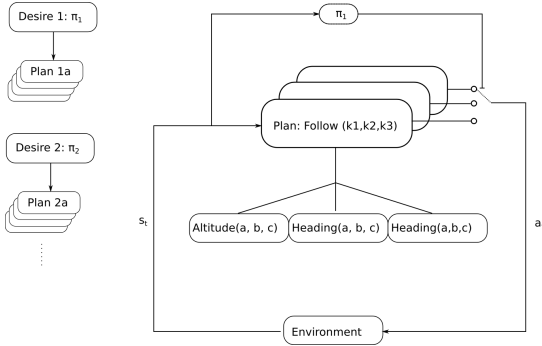 Desire 1: π1
Plan 1a
Desire 2: π2
Plan 2a
π1
Plan: Follow (k1,k2,k3)
Altitude(a, b, c)
Heading(a, b, c)
Heading(a,b,c)
st
a
Environment